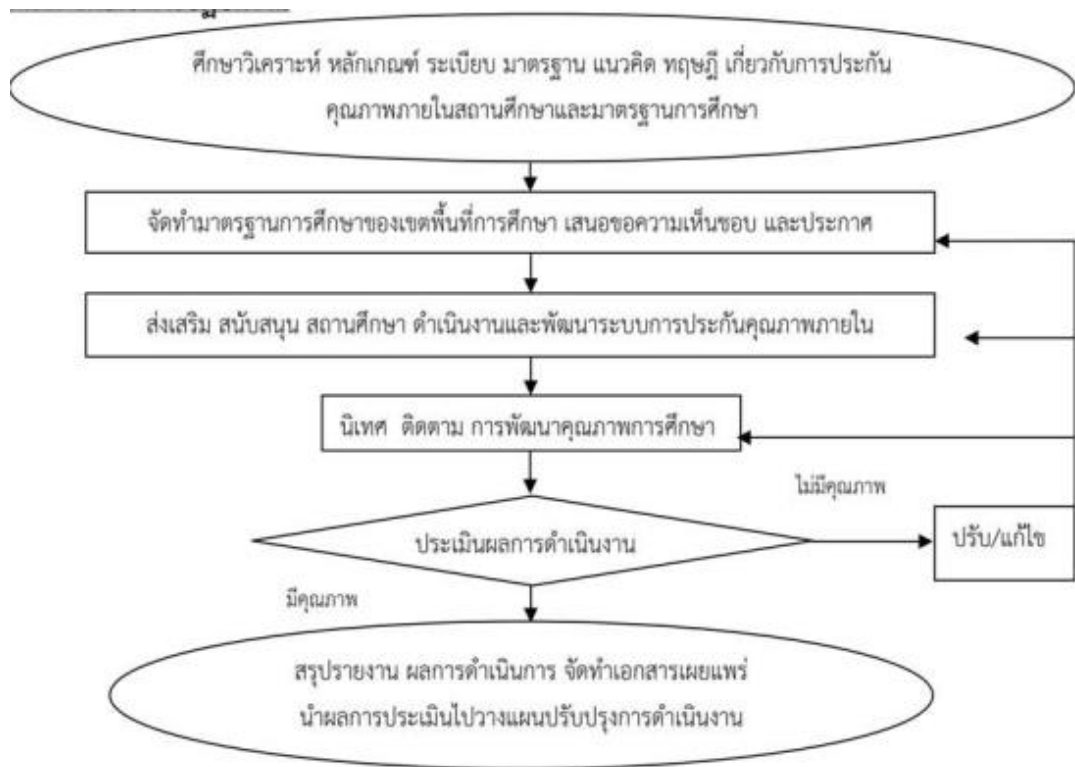 ศึกษาวิเคราะห์ หลักเกณฑ์ ระเบียบ มาตรฐาน แนวคิด ทฤษฎี เกี่ยวกับการประกัน
คุณภาพภายในสถานศึกษาและมาตรฐานการศึกษา
จัดทำมาตรฐานการศึกษาของเขตพื้นที่การศึกษา เสนอขอความเห็นชอบ และประกาศ
ส่งเสริม สนับสนุน สถานศึกษา ดำเนินงานและพัฒนาระบบการประกันคุณภาพภายใน
นิเทศ ติดตาม การพัฒนาคุณภาพการศึกษา
ไม่มีคุณภาพ
ประเมินผลการดำเนินงาน
ปรับ/แก้ไข
มีคุณภาพ
สรุปรายงาน ผลการดำเนินการ จัดทำเอกสารเผยแพร่
นำผลการประเมินไปวางแผนปรับปรุงการดำเนินงาน